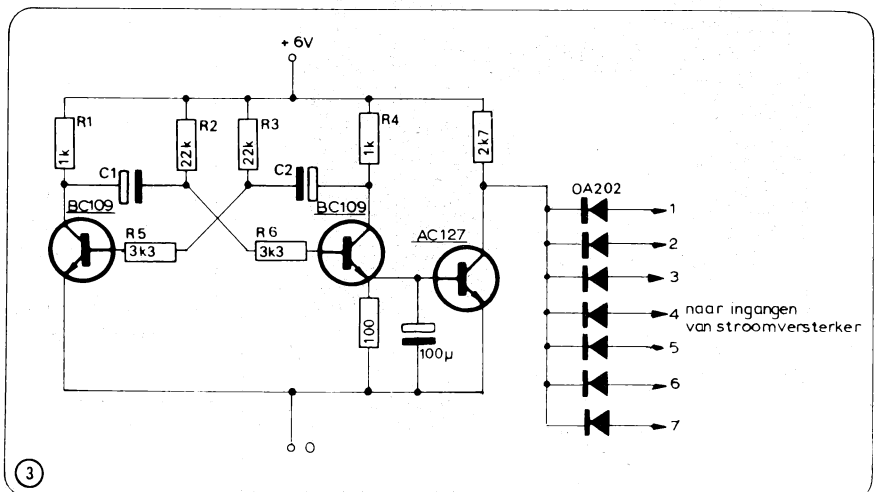 + 6V
R1
1k
R2
22k
R3
22k
R4
1k
2k7
C1
C2
BC109
BC109
R5
3k3
R6
3k3
AC127
100
100µ
OA202
1
2
3
4 naar ingangen
van stroomversterker
5
6
7
0
3